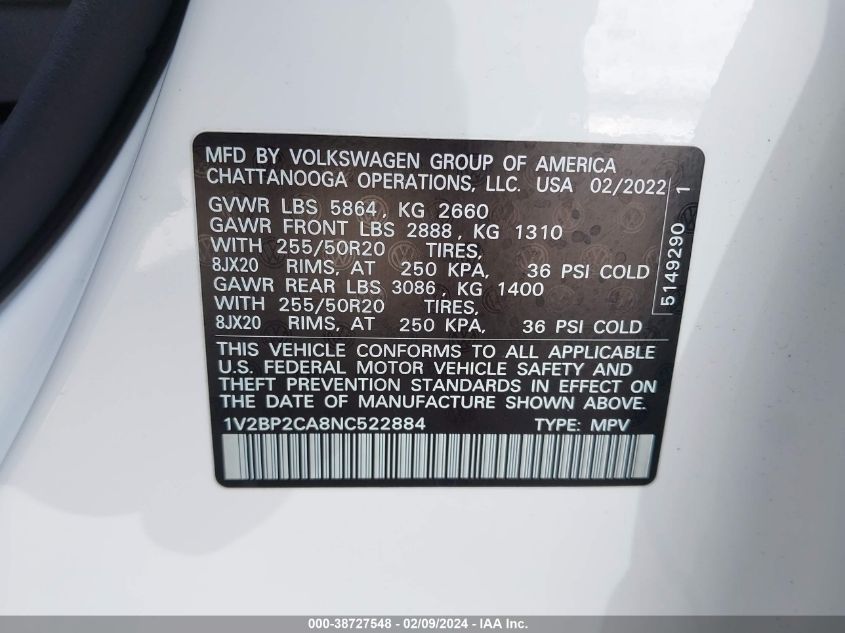 MFD BY VOLKSWAGEN GROUP OF AMERICA
CHATTANOOGA OPERATIONS, LLC. USA 02/2022
GVWR LBS 5864, KG 2660
GAWR FRONT LBS 2888, KG 1310
WITH 255/50R20 TIRES,
8JX20 RIMS, AT 250 KPA, 36 PSI COLD
GAWR REAR LBS 3086, KG 1400
WITH 255/50R20 TIRES,
8JX20 RIMS, AT 250 KPA, 36 PSI COLD
5149290 1
THIS VEHICLE CONFORMS TO ALL APPLICABLE
U.S. FEDERAL MOTOR VEHICLE SAFETY AND
THEFT PREVENTION STANDARDS IN EFFECT ON
THE DATE OF MANUFACTURE SHOWN ABOVE.
1V2BP2CA8NC522884 TYPE: MPV
000-38727548 - 02/09/2024 - IAA Inc.